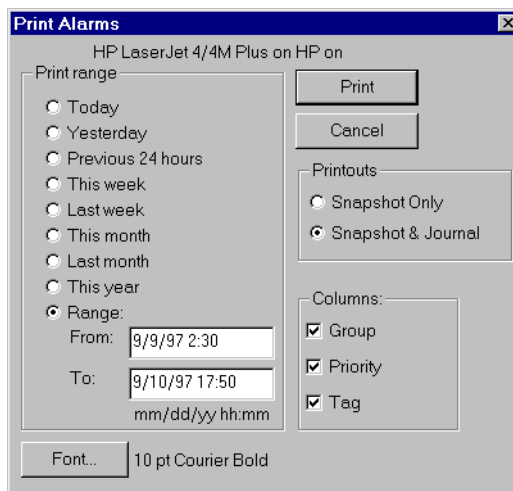 Print Alarms
HP LaserJet 4/4M Plus on HP on
Print range
Today
Yesterday
Previous 24 hours
This week
Last week
This month
Last month
This year
Range:
From: 9/9/97 2:30
To: 9/10/97 17:50
mm/dd/yy hh:mm
Print
Cancel
Printouts
Snapshot Only
Snapshot & Journal
Columns:
Group
Priority
Tag
Font... 10 pt Courier Bold